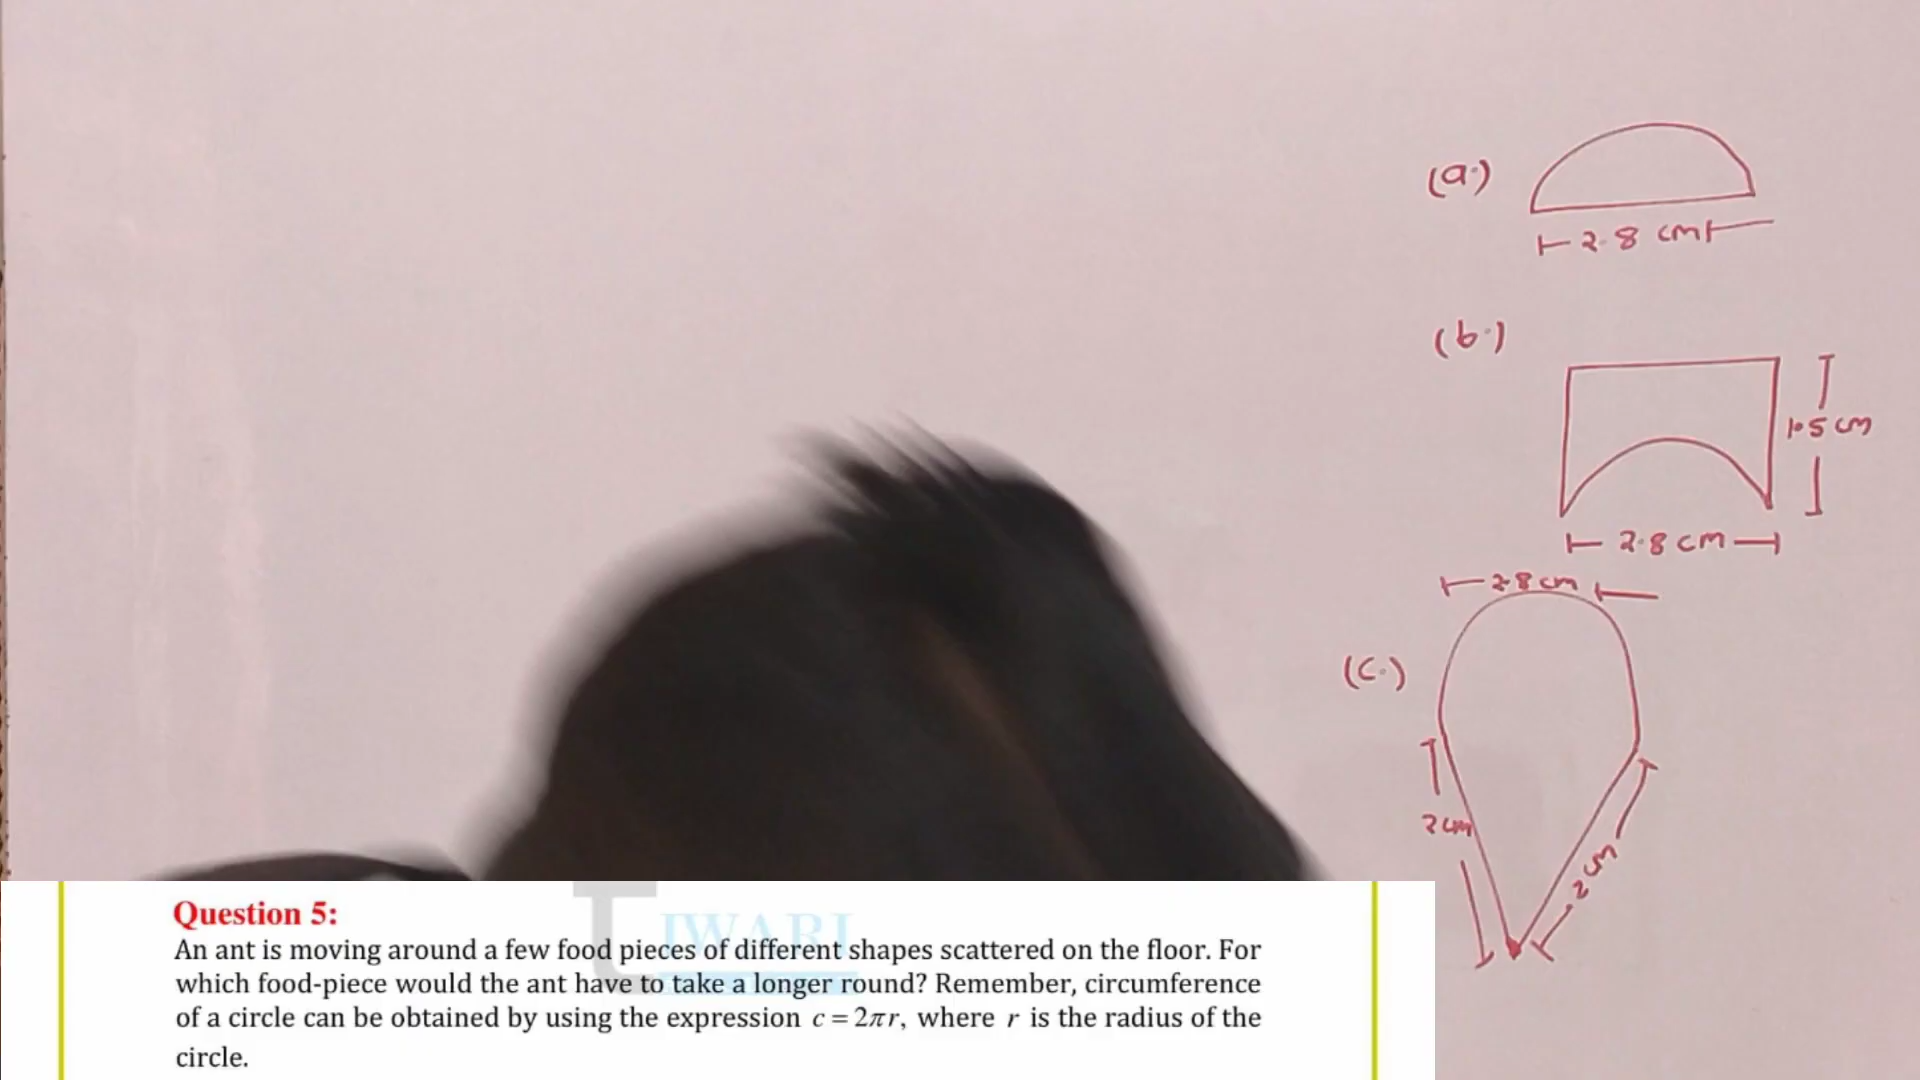 (a.)
2.8 cm
(b.)
1.5 cm
2.8 cm
2.8 cm
(c.)
2cm
2 cm
IWARI
Question 5:
An ant is moving around a few food pieces of different shapes scattered on the floor. For
which food-piece would the ant have to take a longer round? Remember, circumference
of a circle can be obtained by using the expression c = 2πr, where r is the radius of the
circle.